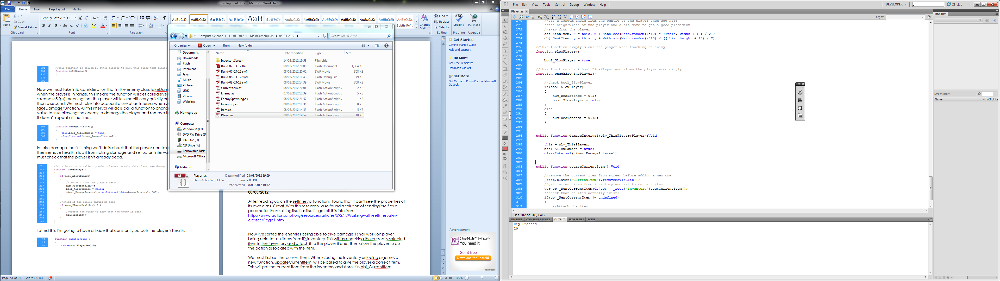 Development.docx - Microsoft Word Starter
File Home Insert Page Layout Mailings
Paste
Cut
Copy
Format Painter
Clipboard
Century Gothic 11
Font
Paragraph
Subtle Ref...
Change Styles
Find
Replace
Select
Editing
Spelling
Proofing
Purchase
Upgrade
231 //this function is called by other classes to make this class take damage
232 function takeDamage()
233 {
234
235 }
Now we must take into consideration that in the enemy class takeDam
when the player is in range, this means the function will get called ever
second (45 fps) meaning that the player will lose health very quickly an
than a second. We must take into account a use of an interval when w
takeDamage function. All this interval will do is call a function to chang
value to true allowing the enemy to damage the player and remove th
it doesn't repeat all the time.
306 function damageInterval()
307 {
308 this.bool_AllowDamage = true;
309 clearInterval(timer_DamageInterval);
310 }
In take damage the first thing we'll do is check that the player can take
then remove health, stop it from taking damage and set up an interva
must check that the player isn't already dead.
231 //this function is called by other classes to make this class take damage
232 function takeDamage()
233 {
234 if(bool_AllowDamage)
235 {
236 //remove 1 from the players health
237 num_PlayerHealth--;
238 bool_AllowDamage = false;
239 timer_DamageInterval = setInterval(this.damageInterval, 500);
240 }
241
242 //check if the player should be dead
243 if (num_PlayerHealth <= 0 )
244 {
245 //update the class to show that the enemy is dead
246 playerDead();
247 }
248 }
To test this I'm going to have a trace that constantly outputs the player's health.
48 function onEnterFrame()
49 {
50 trace(num_PlayerHealth);
ComputerScience 11-01-2012 MainGameBuilds 08-03-2012
Search 08-03-2012
Organize Open Burn New folder
Documents
Downloads
Flash
Interwebz
Java
Music
Pictures
UDK
Videos
Websites
Homegroup
Computer
Windows7 (C:)
DVD RW Drive (D
HD-EU2 (E:)
CD Drive (F:)
Removable Disk
Microsoft Office
Network
Name Date modified Type Size
InventoryScreen 14/02/2012 19:58 File folder
Build-07-03-12.fla 08/03/2012 20:00 Flash Document 1,394 KB
Build-07-03-12.swf 08/03/2012 20:02 SWF Movie 368 KB
Build-08-03-12.swd 08/03/2012 11:43 Flash Debug File 79 KB
Build-08-03-12.swf 08/03/2012 14:39 SWF Movie 368 KB
CurrentItem.as 08/03/2012 20:01 Flash ActionScript... 2 KB
Enemy.as 07/03/2012 12:39 Flash ActionScript... 5 KB
EnemySpawning.as 08/03/2012 21:57 Flash ActionScript... 1 KB
Inventory.as 08/03/2012 14:34 Flash ActionScript... 8 KB
Item.as 08/03/2012 14:33 Flash ActionScript... 5 KB
Player.as 08/03/2012 19:59 Flash ActionScript... 10 KB
Player.as Date modified: 08/03/2012 19:59
Flash ActionScript File Size: 9.95 KB
Date created: 08/03/2012 10:12
08/03/2012
After reading up on the setInterval function, I found that it can't see the properties of
its own class. Great. With this research I also found a solution of sending itself as a
parameter then setting itself as itself. I got all this info from
http://www.actionscript.org/resources/articles/592/1/Working-with-setInterval-in-
classes/Page1.html
Now i've sorted the enemies being able to give damage; I shall work on player
being able to use items from it's inventory. This will by checking the currently selected
item in the inventory and attach it to the player if one. Then allow the player to do
the action associated with the item.
We must first set the current item. When closing the inventory or loaing a game; a
new function, updateCurrentItem, will be called to give the player a correct item.
This will get the current item from the inventory and store it in obj_CurrentItem.
Get Started
Getting Started Guide
Help and Support
Do More
Get Free Templates
Download Clip Art
Get More
Get Microsoft PowerPoint or Microsoft
Outlook
Advertisement
OneNote™ Mobile.
You need it.
Get it free.
Download for Android
Microsoft
Page: 54 of 54 Words: 4,361
100%
Fl File Edit View Tools Control Debug Window Help
DEVELOPER
CS Live
Player.as
Target:
270 //get a random angle from the centre of the player then add half
271 //the heigh/width of the player and a bit more to get a good placement
272 //away from the player
273 obj_SentItem._x = this._x + Math.cos(Math.random()*10) * ((this._width + 10) / 2);
274 obj_SentItem._y = this._y + Math.sin(Math.random()*10) * ((this._height + 10) / 2);
275 }
276 //This function simply slows the player when touching an enemy
277 function slowPlayer()
278 {
279 bool_SlowPlayer = true;
280 }
281 //this function check bool_SlowPlayer and slows the player accordingly
282 function checkSlowingPlayer()
283 {
284 //check bool_SlowPlayer
285 if(bool_SlowPlayer)
286 {
287 num_Resistance = 0.1;
288 bool_SlowPlayer = false;
289 }
290 else
291 {
292 num_Resistance = 0.75;
293 }
294 }
295
296 public function damageInterval(ply_ThisPlayer:Player):Void
297 {
298 this = ply_ThisPlayer;
299 bool_AllowDamage = true;
300 clearInterval(timer_DamageInterval);
301 }
302
303 public function updateCurrentItem():Void
304 {
305 //remove the current item from screen before adding a new one
306 _root.player["CurrentItem"].removeMovieClip();
307 //get current item from inventory and set to current item
308 var obj_SentCurrentItem:Object = _root["Inventory"].getCurrentItem();
309 //check that an item actually exists
310 if(obj_SentCurrentItem != undefined)
311 {
312 //Attach the item
Line 302 of 318, Col 2
TIMELINE COMPILER ERRORS OUTPUT PROPERTIES SCENE
Key Pressed
10
LIBRARY
Empty library
Name AS Linka